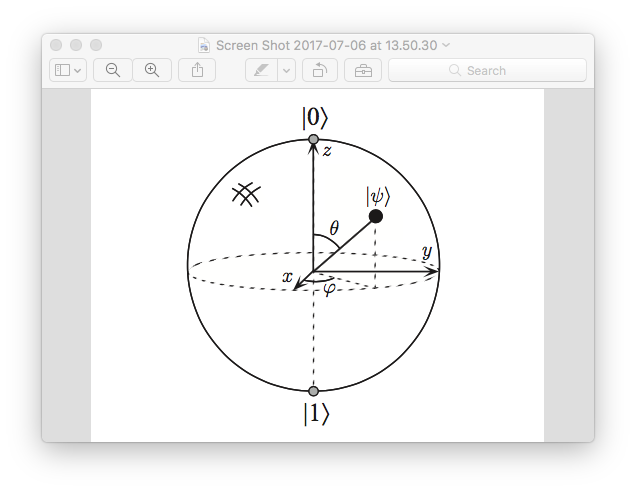 Screen Shot 2017-07-06 at 13.50.30
Search
|0⟩
z
|ψ⟩
θ
y
x
φ
|1⟩